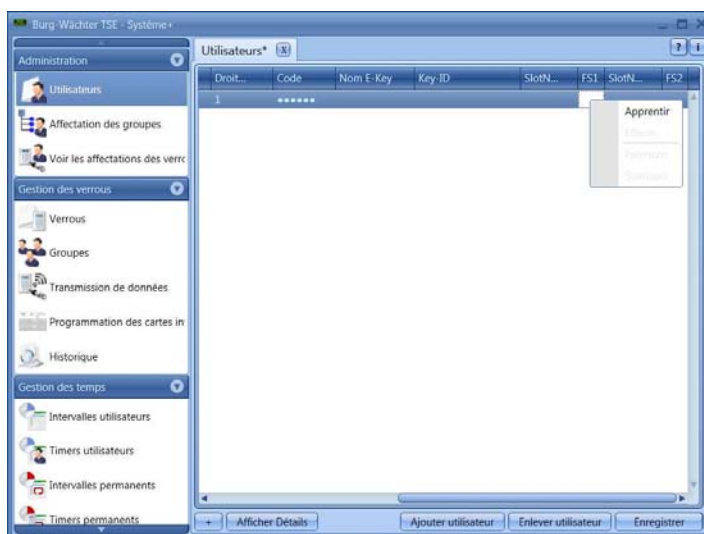 Burg-Wächter TSE - Système+
Administration
Utilisateurs
Affectation des groupes
Voir les affectations des verrc
Gestion des verrous
Verrous
Groupes
Transmission de données
Programmation des cartes in
Historique
Gestion des temps
Intervalles utilisateurs
Timers utilisateurs
Intervalles permanents
Timers permanents
Utilisateurs* X
? i
Droit... Code Nom E-Key Key-ID SlotN... FS1 SlotN... FS2
1 ••••••
Apprentir
+ Afficher Détails Ajouter utilisateur Enlever utilisateur Enregistrer